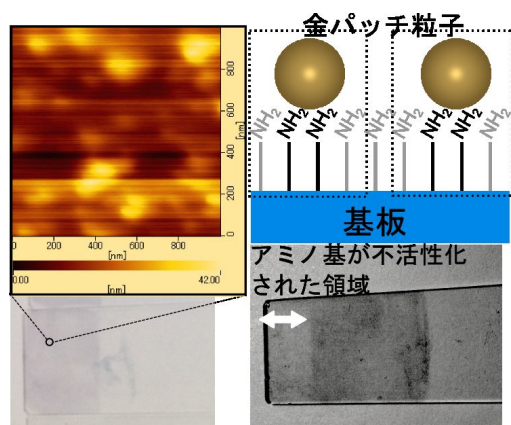 金パッチ粒子
NH2 NH2 NH2 NH2 NH2 NH2 NH2 NH2
基板
アミノ基が不活性化
された領域
800
600
400
200
0
0 200 400 600 800
[nm]
[nm]
0.00 [nm] 42.00